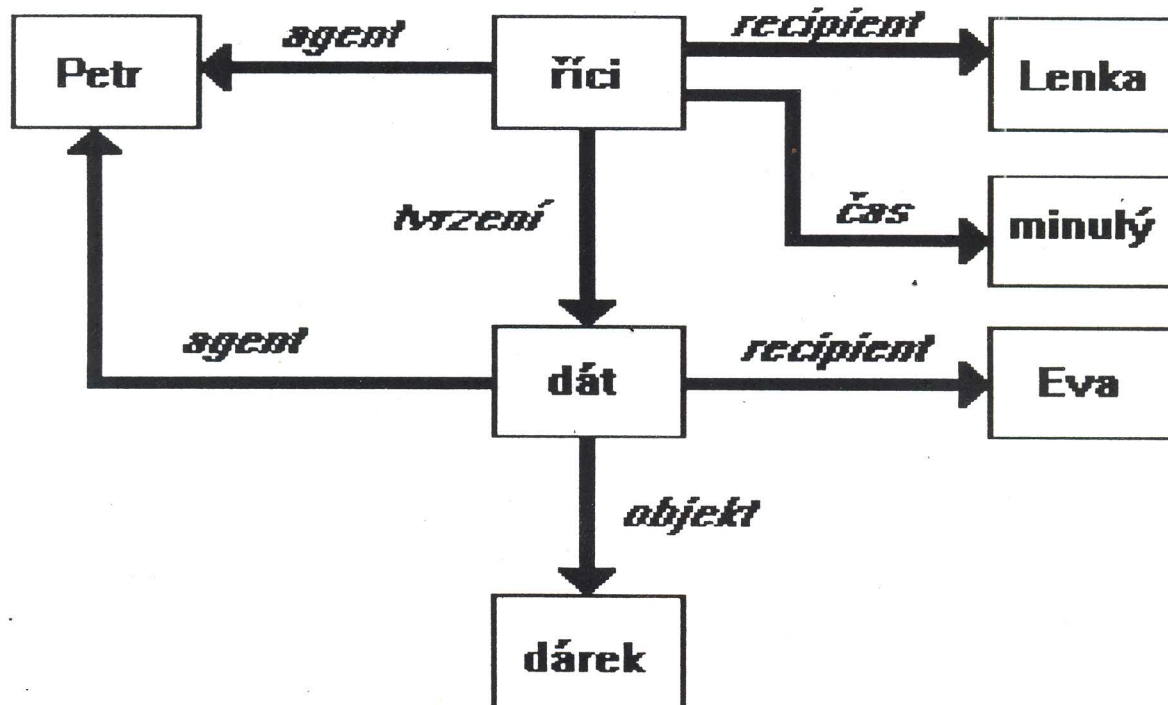 agent
recipient
Petr
říci
Lenka
tvrzení
čas
minulý
agent
recipient
dát
Eva
objekt
dárek